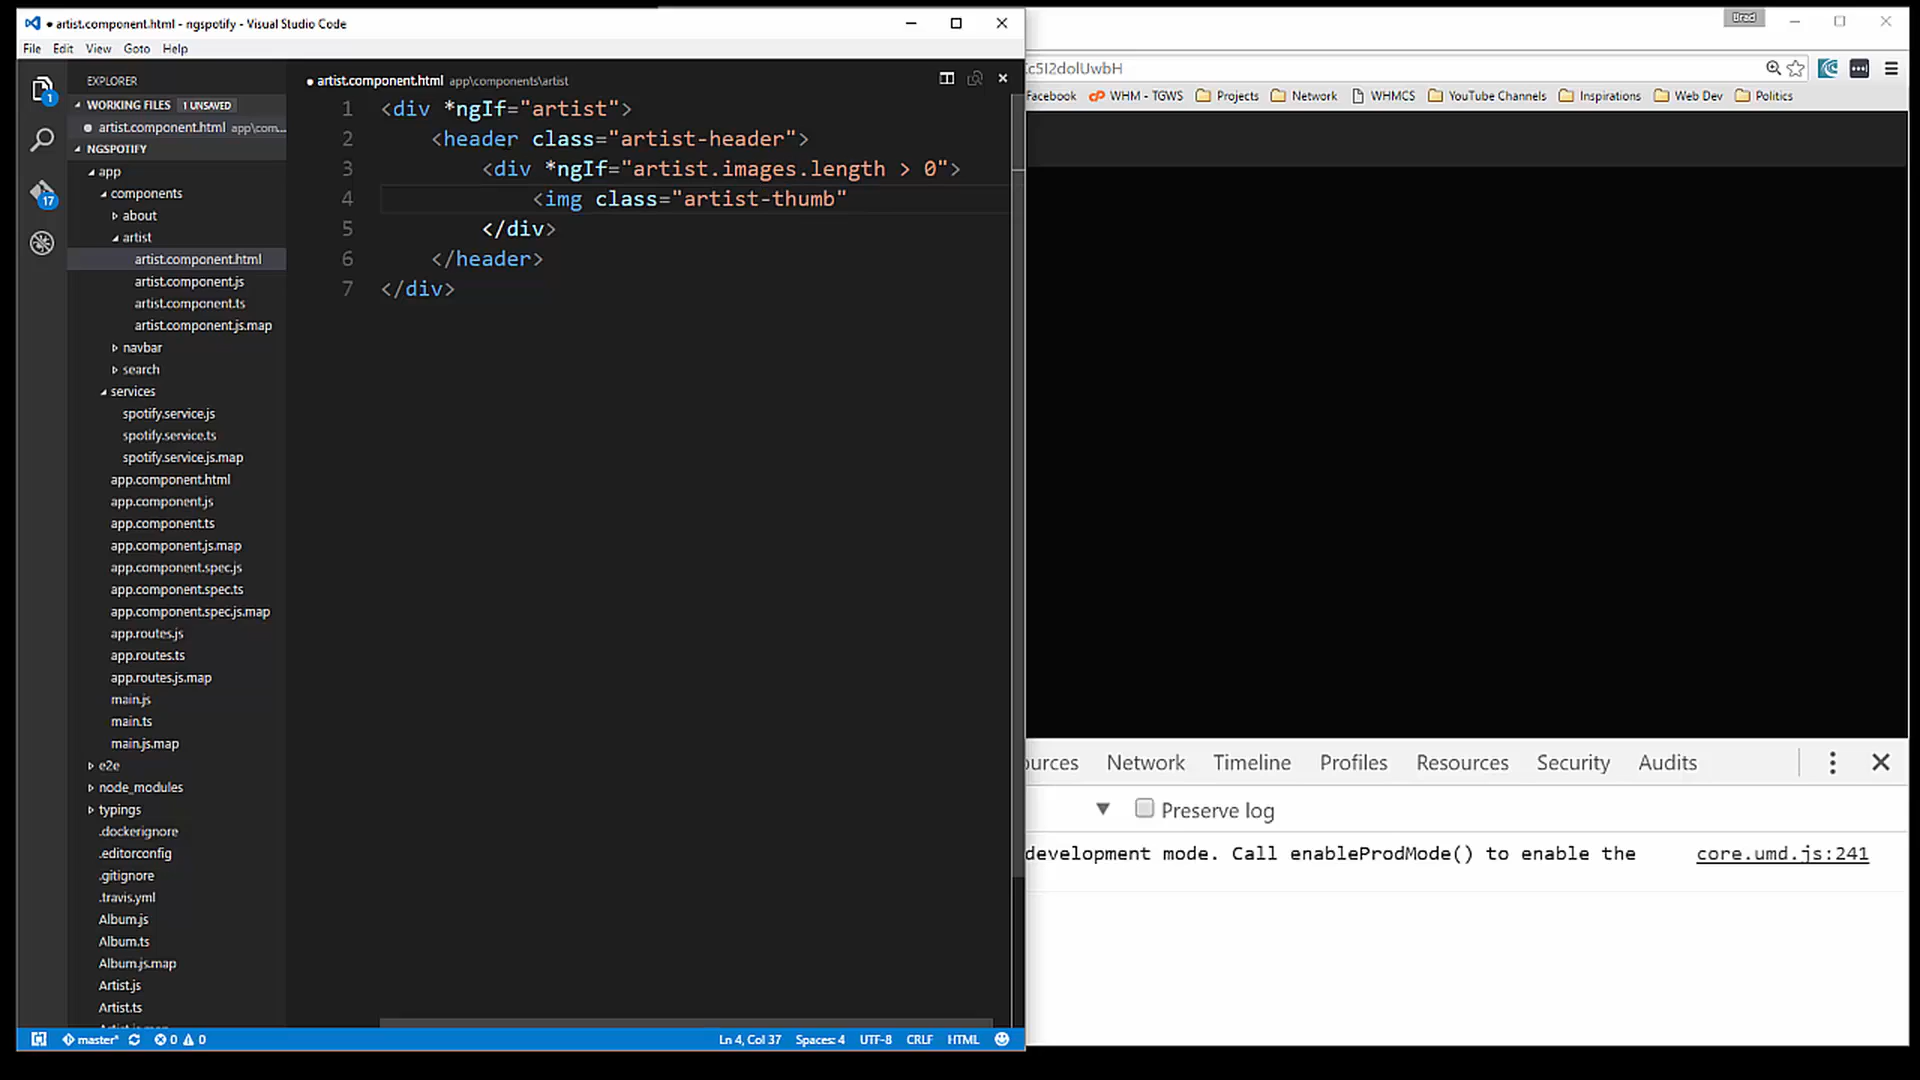 artist.component.html - ngspotify - Visual Studio Code
File Edit View Goto Help
EXPLORER
WORKING FILES 1 UNSAVED
artist.component.html app\com...
NGSPOTIFY
app
components
about
artist
artist.component.html
artist.component.js
artist.component.ts
artist.component.js.map
navbar
search
services
spotify.service.js
spotify.service.ts
spotify.service.js.map
app.component.html
app.component.js
app.component.ts
app.component.js.map
app.component.spec.js
app.component.spec.ts
app.component.spec.js.map
app.routes.js
app.routes.ts
app.routes.js.map
main.js
main.ts
main.js.map
e2e
node_modules
typings
.dockerignore
.editorconfig
.gitignore
.travis.yml
Album.js
Album.ts
Album.js.map
Artist.js
Artist.ts
1
17
artist.component.html app\components\artist
1 <div *ngIf="artist">
2 <header class="artist-header">
3 <div *ngIf="artist.images.length > 0">
4 <img class="artist-thumb"
5 </div>
6 </header>
7 </div>
master* 0 0 Ln 4, Col 37 Spaces: 4 UTF-8 CRLF HTML
Brad
c5I2dolUwbH
Facebook WHM - TGWS Projects Network WHMCS YouTube Channels Inspirations Web Dev Politics
ources Network Timeline Profiles Resources Security Audits
Preserve log
development mode. Call enableProdMode() to enable the core.umd.js:241